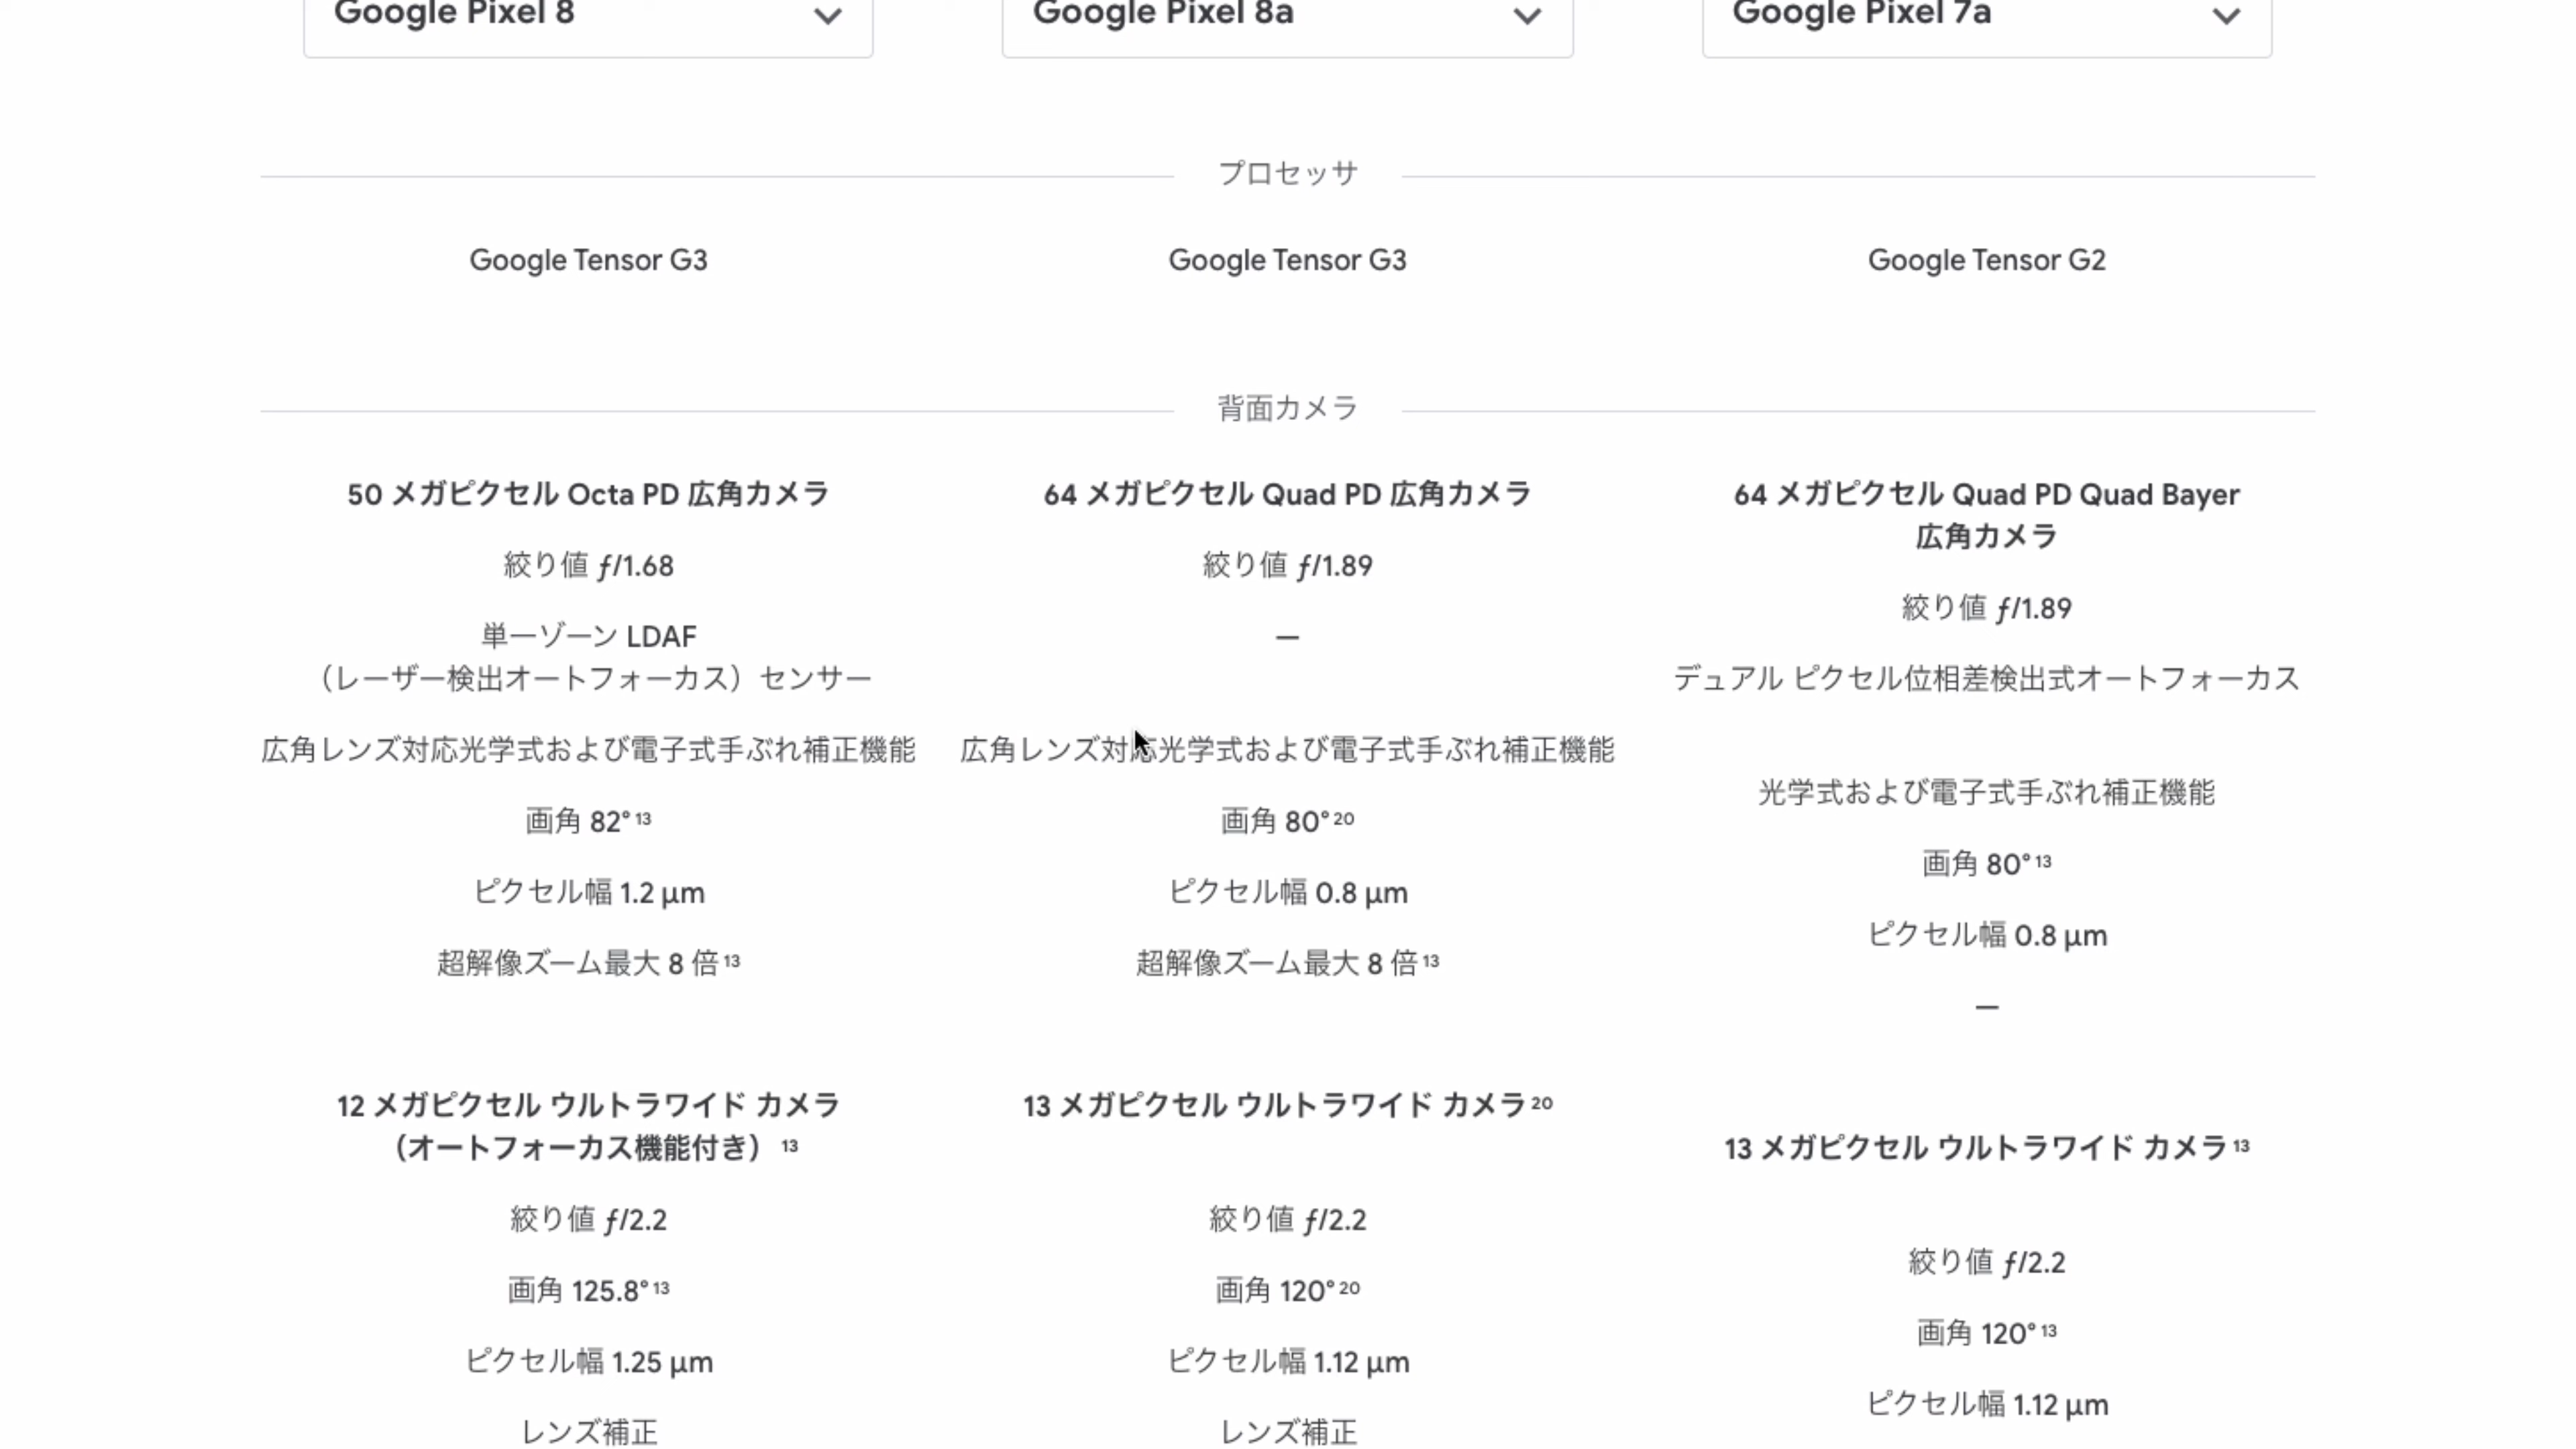 Google Pixel 8
Google Pixel 8a
Google Pixel 7a
プロセッサ
Google Tensor G3
Google Tensor G3
Google Tensor G2
背面カメラ
50 メガピクセル Octa PD 広角カメラ
絞り値 ƒ/1.68
単一ゾーン LDAF
（レーザー検出オートフォーカス）センサー
広角レンズ対応光学式および電子式手ぶれ補正機能
画角 82° 13
ピクセル幅 1.2 μm
超解像ズーム最大 8 倍 13
64 メガピクセル Quad PD 広角カメラ
絞り値 ƒ/1.89
—
広角レンズ対応光学式および電子式手ぶれ補正機能
画角 80° 20
ピクセル幅 0.8 μm
超解像ズーム最大 8 倍 13
64 メガピクセル Quad PD Quad Bayer
広角カメラ
絞り値 ƒ/1.89
デュアル ピクセル位相差検出式オートフォーカス
光学式および電子式手ぶれ補正機能
画角 80° 13
ピクセル幅 0.8 μm
—
12 メガピクセル ウルトラワイド カメラ
（オートフォーカス機能付き） 13
絞り値 ƒ/2.2
画角 125.8° 13
ピクセル幅 1.25 μm
レンズ補正
13 メガピクセル ウルトラワイド カメラ 20
絞り値 ƒ/2.2
画角 120° 20
ピクセル幅 1.12 μm
レンズ補正
13 メガピクセル ウルトラワイド カメラ 13
絞り値 ƒ/2.2
画角 120° 13
ピクセル幅 1.12 μm